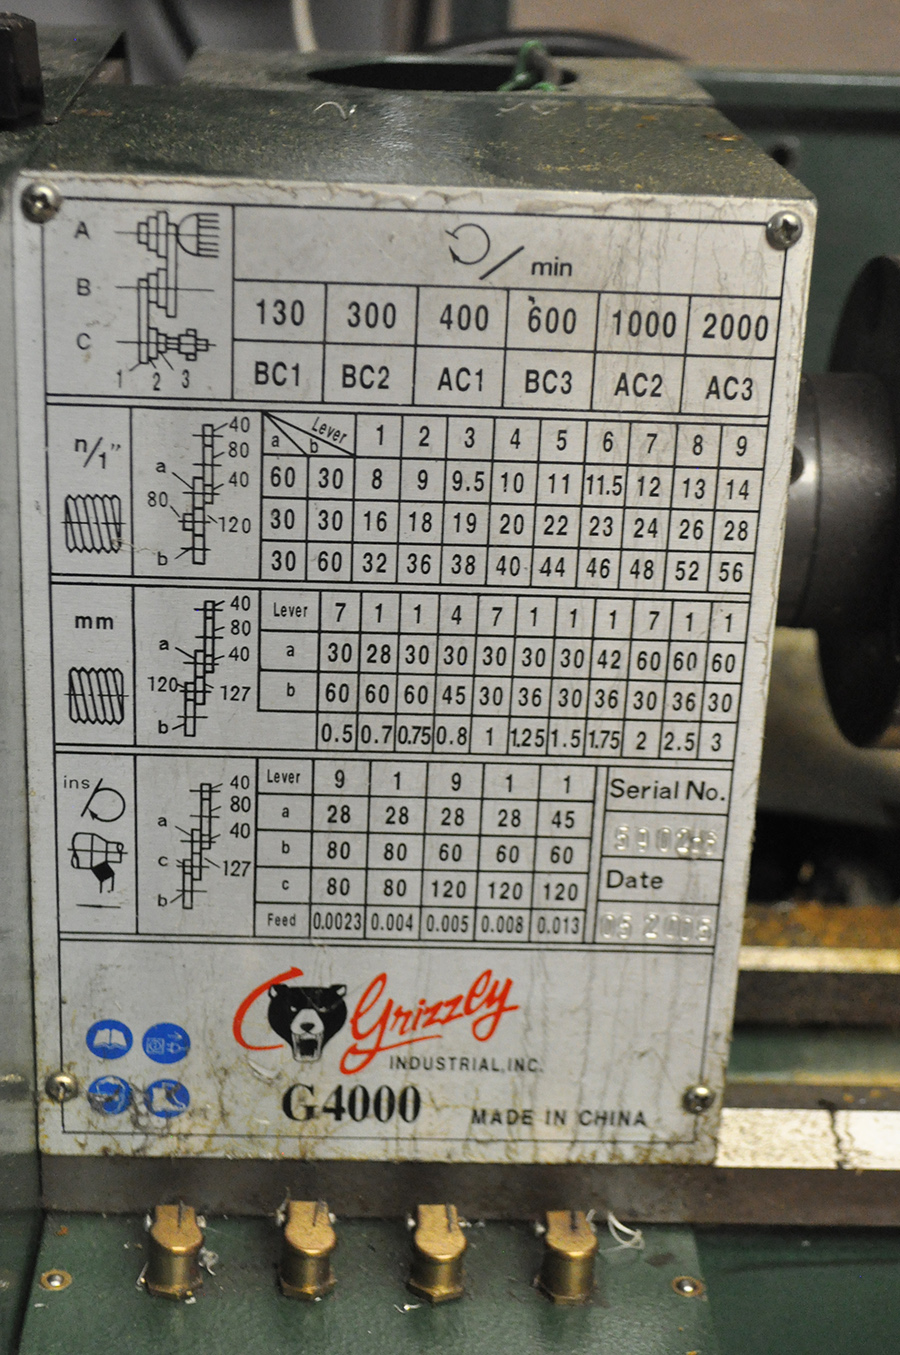 A
B
C
1 2 3
/min
130 300 400 600 1000 2000
BC1 BC2 AC1 BC3 AC2 AC3
n/1"
40
80
a
40
80
120
b
a Lever b 1 2 3 4 5 6 7 8 9
60 30 8 9 9.5 10 11 11.5 12 13 14
30 30 16 18 19 20 22 23 24 26 28
30 60 32 36 38 40 44 46 48 52 56
mm
40
80
a
40
120
127
b
Lever 7 1 1 4 7 1 1 1 7 1 1
a 30 28 30 30 30 30 30 42 60 60 60
b 60 60 60 45 30 36 30 36 30 36 30
0.5 0.7 0.75 0.8 1 1.25 1.5 1.75 2 2.5 3
ins/
40
80
a
40
c
127
b
Lever 9 1 9 1 1
a 28 28 28 28 45
b 80 80 60 60 60
c 80 80 120 120 120
Feed 0.0023 0.004 0.005 0.008 0.013
Serial No.
Date
05 2005
Grizzly
INDUSTRIAL, INC.
G4000
MADE IN CHINA